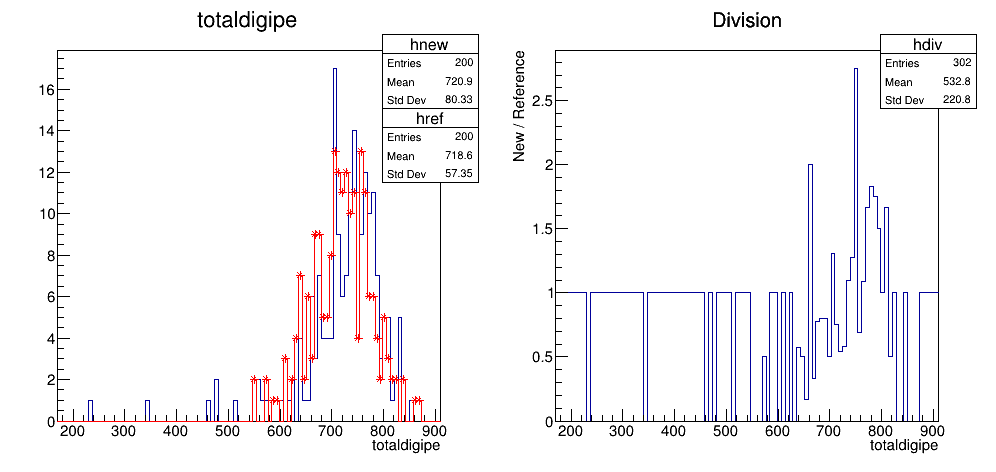 totaldigipe
hnew
Entries 200
Mean 720.9
Std Dev 80.33
href
Entries 200
Mean 718.6
Std Dev 57.35
16
14
12
10
8
6
4
2
0
200 300 400 500 600 700 800 900
totaldigipe
Division
hdiv
Entries 302
Mean 532.8
Std Dev 220.8
New / Reference
2.5
2
1.5
1
0.5
0
200 300 400 500 600 700 800 900
totaldigipe